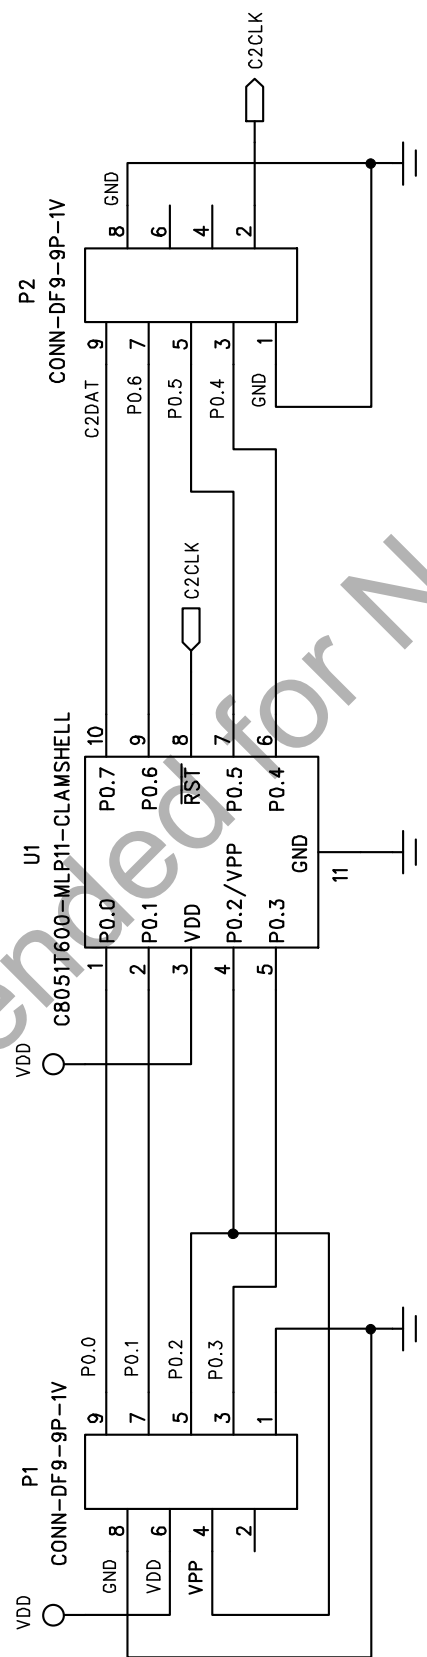 P2
CONN-DF9-9P-1V
C2CLK
GND
8
6
4
2
9
7
5
3
1
C2DAT
P0.6
P0.5
P0.4
GND
C2CLK
U1
C8051T600-MLP11-CLAMSHELL
10
9
8
7
6
P0.7
P0.6
RST
P0.5
P0.4
GND
11
P0.0
P0.1
VDD
P0.2/VPP
P0.3
1
2
3
4
5
VDD
P0.0
P0.1
P0.2
P0.3
P1
CONN-DF9-9P-1V
9
7
5
3
1
8
6
4
2
GND
VDD
VPP
VDD
ended for N